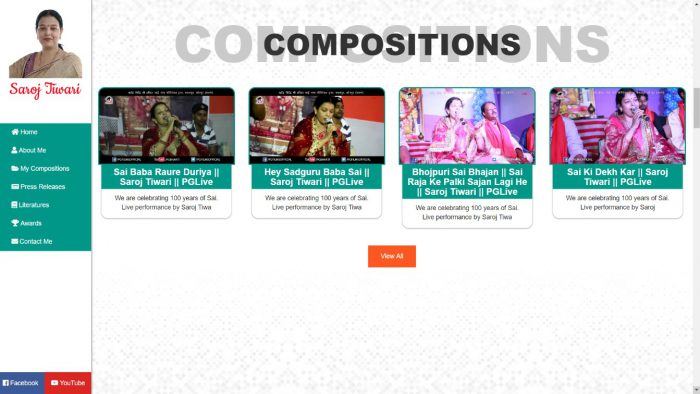 Saroj Tiwari
Home
About Me
My Compositions
Press Releases
Literatures
Awards
Contact Me
Facebook
YouTube
COMPOSITIONS
COMPOSITIONS
Sai Baba Raure Duriya ||
Saroj Tiwari || PGLive
We are celebrating 100 years of Sai.
Live performance by Saroj Tiwa
Hey Sadguru Baba Sai ||
Saroj Tiwari || PGLive
We are celebrating 100 years of Sai.
Live performance by Saroj Tiwa
Bhojpuri Sai Bhajan || Sai
Raja Ke Palki Sajan Lagi He
|| Saroj Tiwari || PGLive
We are celebrating 100 years of Sai.
Live performance by Saroj Tiwa
Sai Ki Dekh Kar || Saroj
Tiwari || PGLive
We are celebrating 100 years of Sai.
Live performance by Saroj
View All